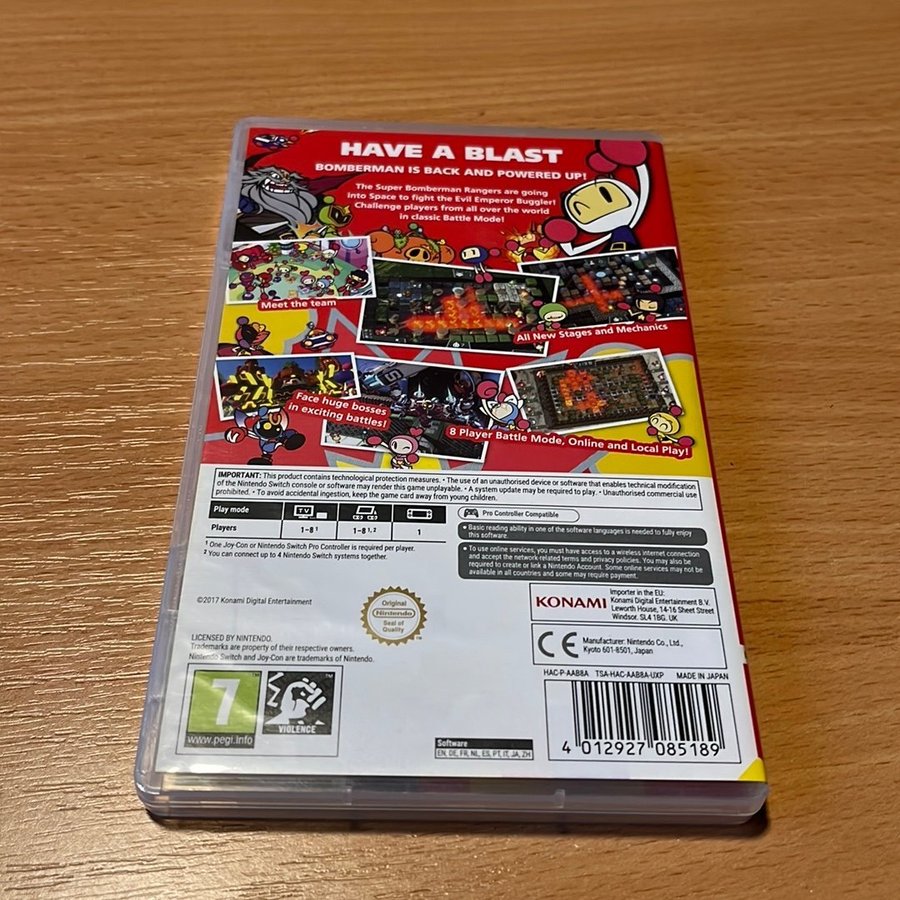 HAVE A BLAST
BOMBERMAN IS BACK AND POWERED UP!
The Super Bomberman Rangers are going
into Space to fight the Evil Emperor Buggler!
Challenge players from all over the world
in classic Battle Mode!
Meet the team
All New Stages and Mechanics
Face huge bosses
in exciting battles!
8 Player Battle Mode, Online and Local Play!
IMPORTANT: This product contains technological protection measures. • The use of an unauthorised device or software that enables technical modification
of the Nintendo Switch console or software may render this game unplayable. • A system update may be required to play. • Unauthorised commercial use
prohibited. • To avoid accidental ingestion, keep the game card away from young children.
Play mode
TV
Players
1-8 ¹
1-8 ¹,²
1
¹ One Joy-Con or Nintendo Switch Pro Controller is required per player.
² You can connect up to 4 Nintendo Switch systems together.
Pro Controller Compatible
• Basic reading ability in one of the software languages is needed to fully enjoy
this software.
• To use online services, you must have access to a wireless internet connection
and accept the network-related terms and privacy policies. You may also be
required to create or link a Nintendo Account. Some online services may not be
available in all countries and some may require payment.
©2017 Konami Digital Entertainment
Original
Nintendo
Seal of
Quality
KONAMI
Importer in the EU:
Konami Digital Entertainment B.V.
Leworth House, 14-16 Sheet Street
Windsor. SL4 1BG. UK
CE
Manufacturer: Nintendo Co., Ltd.,
Kyoto 601-8501, Japan
LICENSED BY NINTENDO.
Trademarks are property of their respective owners.
Nintendo Switch and Joy-Con are trademarks of Nintendo.
HAC-P-AAB8A TSA-HAC-AAB8A-UXP MADE IN JAPAN
7
www.pegi.info
VIOLENCE
Software
EN, DE, FR, NL, ES, PT, IT, JA, ZH
4 012927 085189